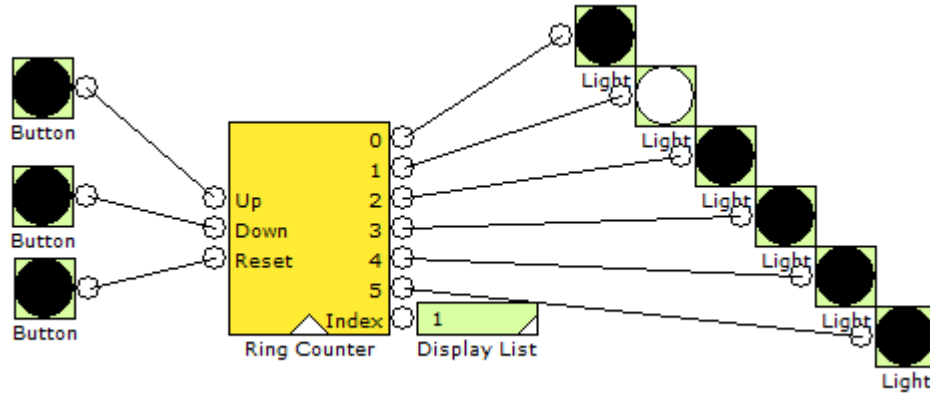 Button
Button
Button
Up
Down
Reset
0
1
2
3
4
5
Index
Ring Counter
1
Display List
Light
Light
Light
Light
Light
Light